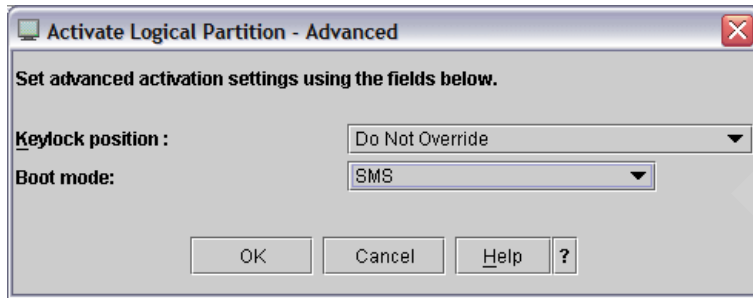 Activate Logical Partition - Advanced
Set advanced activation settings using the fields below.
Keylock position : Do Not Override
Boot mode: SMS
OK Cancel Help ?